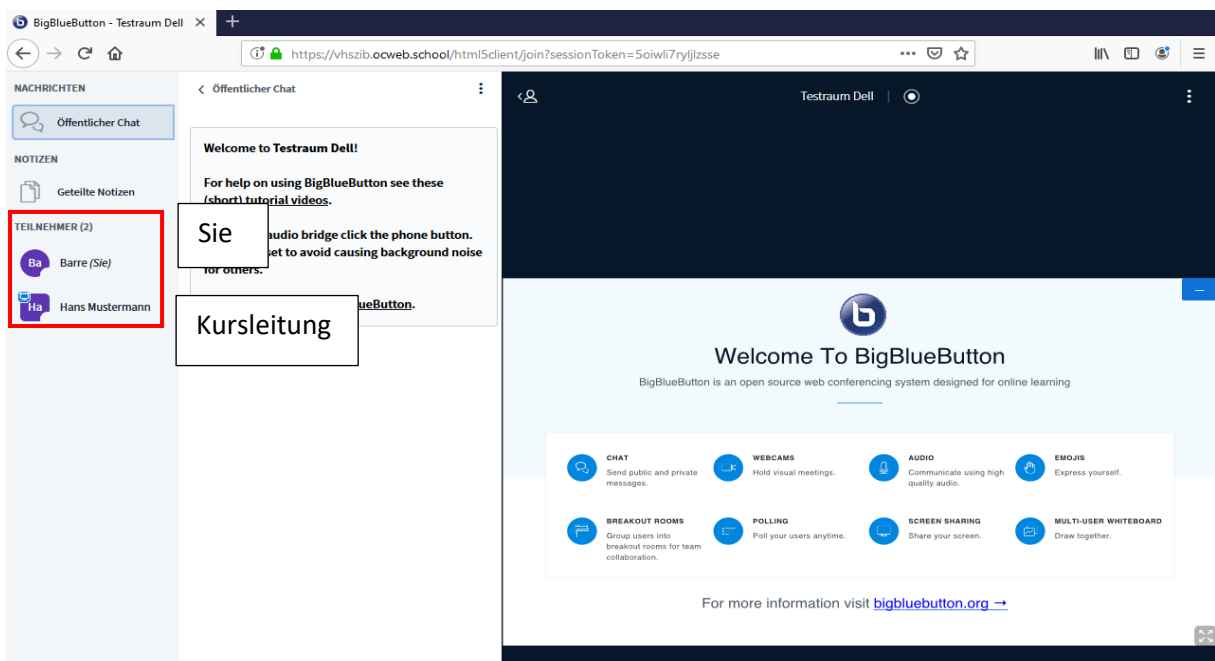 BigBlueButton - Testraum Dell
https://vhszib.ocweb.school/html5client/join?sessionToken=5oiwli7ryljlzsse
NACHRICHTEN
Öffentlicher Chat
NOTIZEN
Geteilte Notizen
TEILNEHMER (2)
Ba Barre (Sie)
Ha Hans Mustermann
Öffentlicher Chat
Welcome to Testraum Dell!
For help on using BigBlueButton see these
(short) tutorial videos.
audio bridge click the phone button.
set to avoid causing background noise
for others.
ueButton.
Sie
Kursleitung
Testraum Dell
Welcome To BigBlueButton
BigBlueButton is an open source web conferencing system designed for online learning
CHAT
Send public and private
messages.
WEBCAMS
Hold visual meetings.
AUDIO
Communicate using high
quality audio.
EMOJIS
Express yourself.
BREAKOUT ROOMS
Group users into
breakout rooms for team
collaboration.
POLLING
Poll your users anytime.
SCREEN SHARING
Share your screen.
MULTI-USER WHITEBOARD
Draw together.
For more information visit bigbluebutton.org →